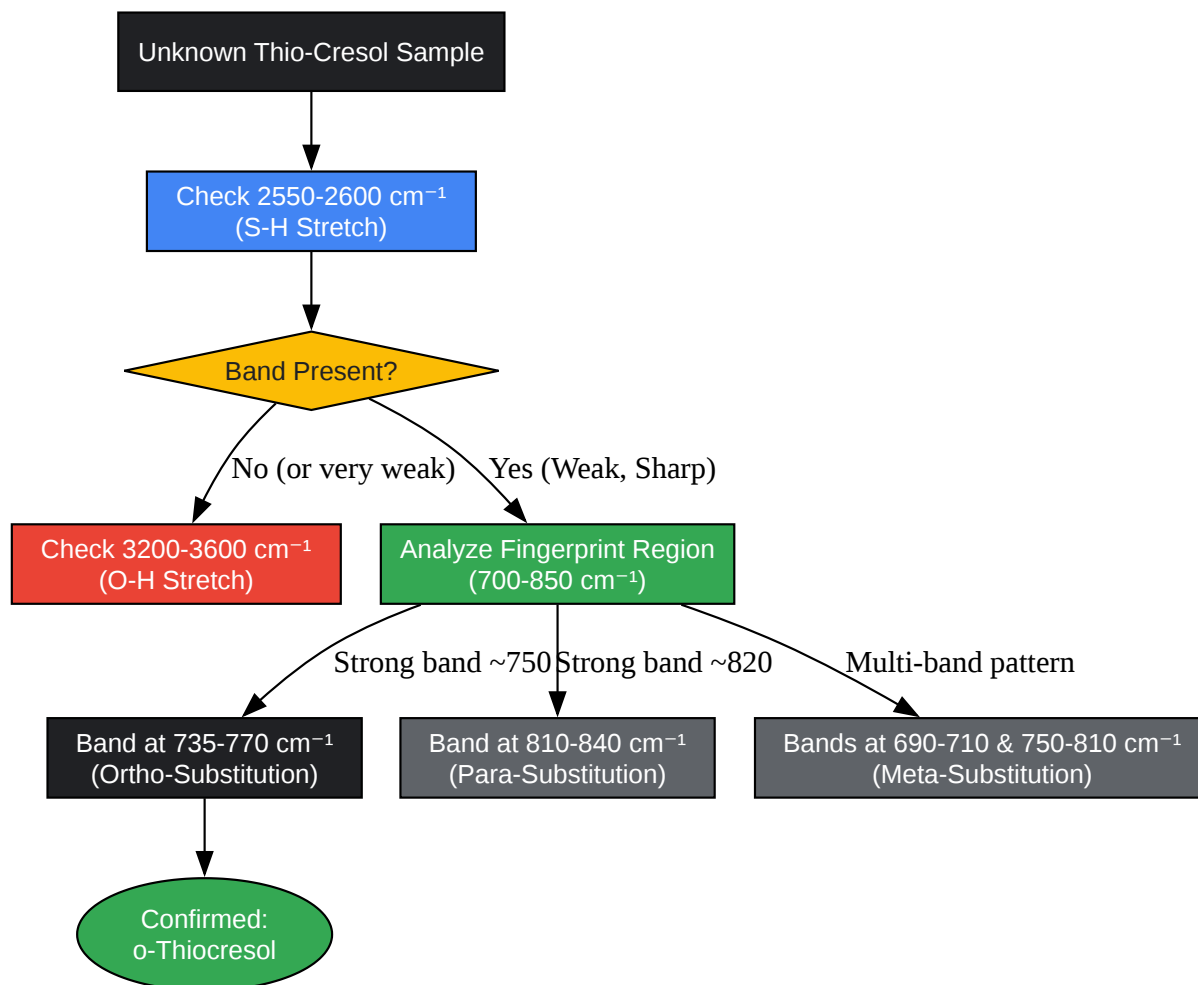 Unknown Thio-Cresol Sample
Check 2550-2600 cm⁻¹
(S-H Stretch)
Band Present?
No (or very weak)
Yes (Weak, Sharp)
Check 3200-3600 cm⁻¹
(O-H Stretch)
Analyze Fingerprint Region
(700-850 cm⁻¹)
Strong band ~750
Strong band ~820
Multi-band pattern
Band at 735-770 cm⁻¹
(Ortho-Substitution)
Band at 810-840 cm⁻¹
(Para-Substitution)
Bands at 690-710 & 750-810 cm⁻¹
(Meta-Substitution)
Confirmed:
o-Thiocresol